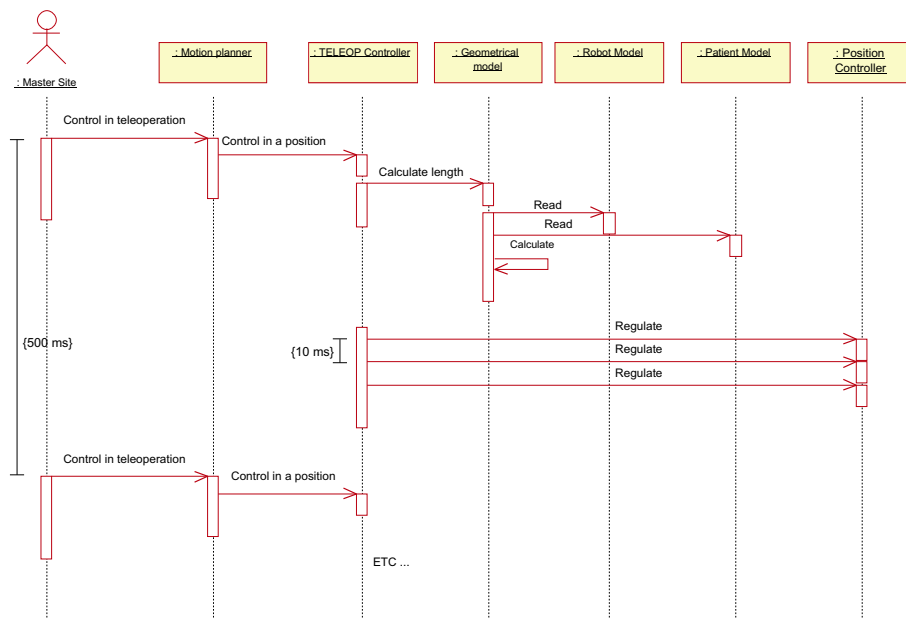 : Master Site
: Motion planner
: TELEOP Controller
: Geometrical
model
: Robot Model
: Patient Model
: Position
Controller
Control in teleoperation
Control in a position
Calculate length
Read
Read
Calculate
{500 ms}
Regulate
{10 ms}
Regulate
Regulate
Control in teleoperation
Control in a position
ETC ...